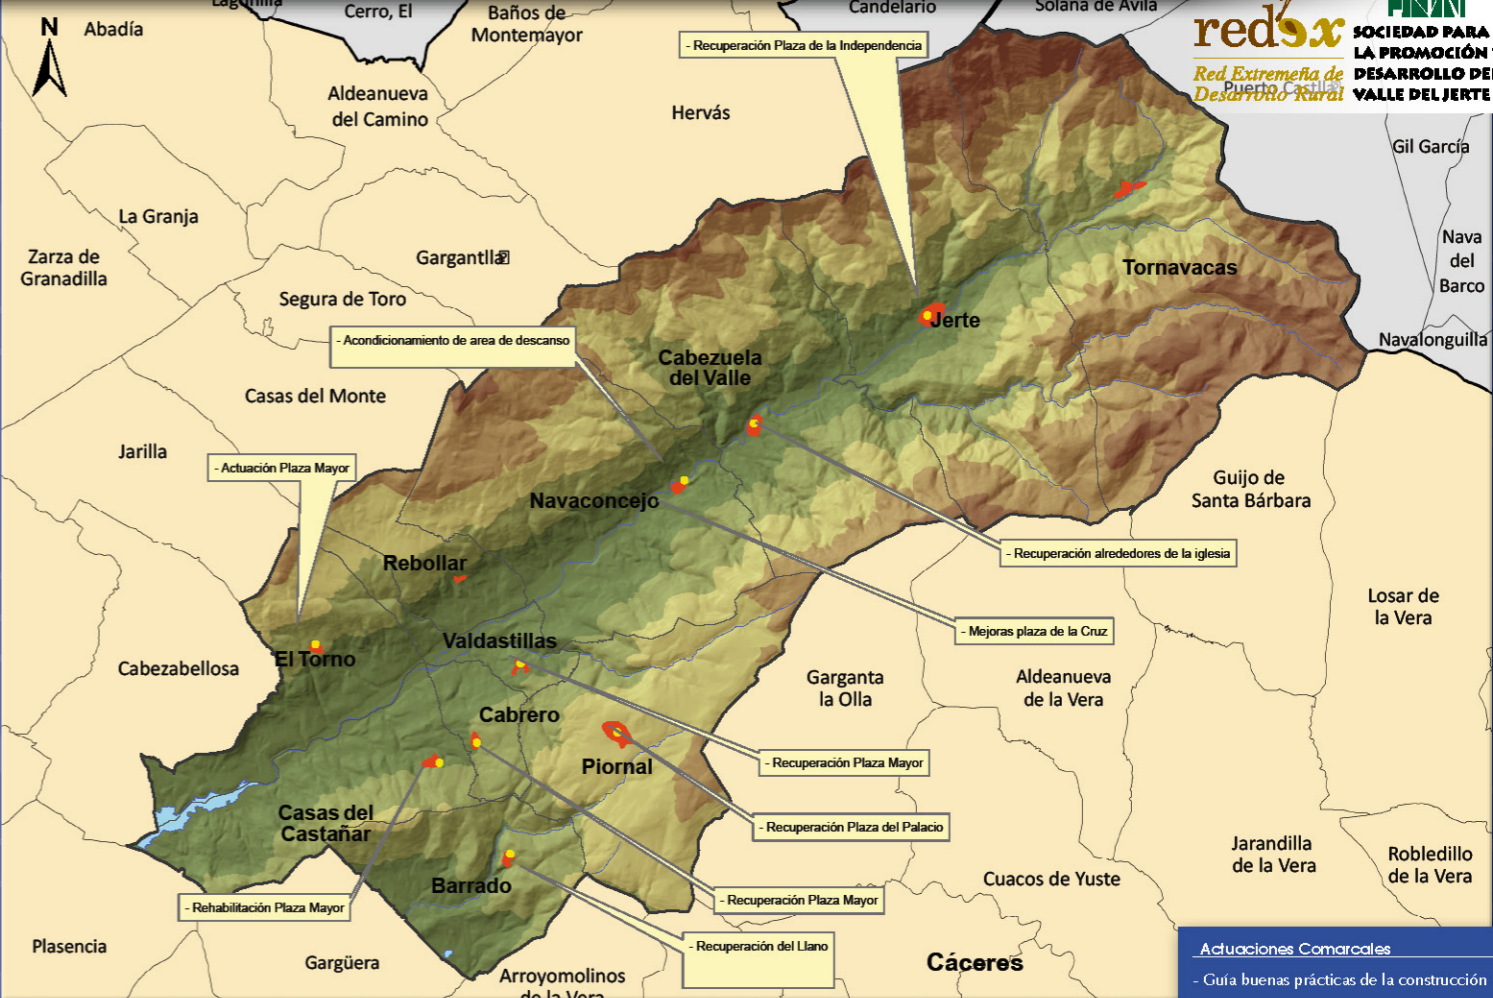 Cerro, El
Baños de
Montemayor
Candelario
Solana de Ávila
N
Abadía
redex
Red Extremeña de
Desarrollo Rural
SOCIEDAD PARA
LA PROMOCIÓN Y
DESARROLLO DEL
VALLE DEL JERTE
- Recuperación Plaza de la Independencia
Aldeanueva
del Camino
Hervás
Gil García
La Granja
Zarza de
Granadilla
Gargantlla
Segura de Toro
Nava
del
Barco
Tornavacas
Jerte
- Acondicionamiento de area de descanso
Navalonguilla
Cabezuela
del Valle
Casas del Monte
Jarilla
- Actuación Plaza Mayor
Guijo de
Santa Bárbara
Navaconcejo
- Recuperación alrededores de la iglesia
Rebollar
Losar de
la Vera
- Mejoras plaza de la Cruz
Valdastillas
El Torno
Cabezabellosa
Garganta
la Olla
Aldeanueva
de la Vera
Cabrero
Piornal
- Recuperación Plaza Mayor
Casas del
Castañar
- Recuperación Plaza del Palacio
Jarandilla
de la Vera
Robledillo
de la Vera
Barrado
Cuacos de Yuste
- Rehabilitación Plaza Mayor
- Recuperación Plaza Mayor
Plasencia
Gargüera
- Recuperación del Llano
Cáceres
Arroyomolinos
de la Vera
Actuaciones Comarcales
- Guía buenas prácticas de la construcción